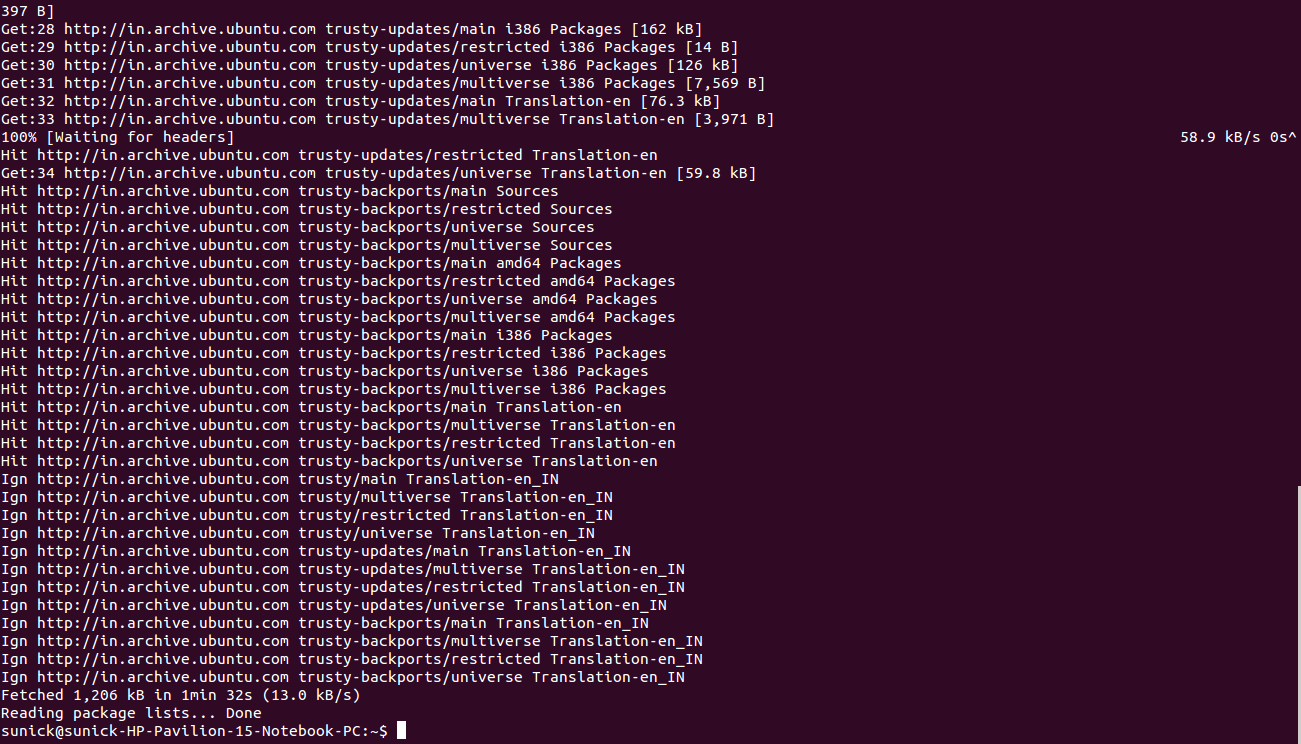 397 B]
Get:28 http://in.archive.ubuntu.com trusty-updates/main i386 Packages [162 kB]
Get:29 http://in.archive.ubuntu.com trusty-updates/restricted i386 Packages [14 B]
Get:30 http://in.archive.ubuntu.com trusty-updates/universe i386 Packages [126 kB]
Get:31 http://in.archive.ubuntu.com trusty-updates/multiverse i386 Packages [7,569 B]
Get:32 http://in.archive.ubuntu.com trusty-updates/main Translation-en [76.3 kB]
Get:33 http://in.archive.ubuntu.com trusty-updates/multiverse Translation-en [3,971 B]
100% [Waiting for headers] 58.9 kB/s 0s^
Hit http://in.archive.ubuntu.com trusty-updates/restricted Translation-en
Get:34 http://in.archive.ubuntu.com trusty-updates/universe Translation-en [59.8 kB]
Hit http://in.archive.ubuntu.com trusty-backports/main Sources
Hit http://in.archive.ubuntu.com trusty-backports/restricted Sources
Hit http://in.archive.ubuntu.com trusty-backports/universe Sources
Hit http://in.archive.ubuntu.com trusty-backports/multiverse Sources
Hit http://in.archive.ubuntu.com trusty-backports/main amd64 Packages
Hit http://in.archive.ubuntu.com trusty-backports/restricted amd64 Packages
Hit http://in.archive.ubuntu.com trusty-backports/universe amd64 Packages
Hit http://in.archive.ubuntu.com trusty-backports/multiverse amd64 Packages
Hit http://in.archive.ubuntu.com trusty-backports/main i386 Packages
Hit http://in.archive.ubuntu.com trusty-backports/restricted i386 Packages
Hit http://in.archive.ubuntu.com trusty-backports/universe i386 Packages
Hit http://in.archive.ubuntu.com trusty-backports/multiverse i386 Packages
Hit http://in.archive.ubuntu.com trusty-backports/main Translation-en
Hit http://in.archive.ubuntu.com trusty-backports/multiverse Translation-en
Hit http://in.archive.ubuntu.com trusty-backports/restricted Translation-en
Hit http://in.archive.ubuntu.com trusty-backports/universe Translation-en
Ign http://in.archive.ubuntu.com trusty/main Translation-en_IN
Ign http://in.archive.ubuntu.com trusty/multiverse Translation-en_IN
Ign http://in.archive.ubuntu.com trusty/restricted Translation-en_IN
Ign http://in.archive.ubuntu.com trusty/universe Translation-en_IN
Ign http://in.archive.ubuntu.com trusty-updates/main Translation-en_IN
Ign http://in.archive.ubuntu.com trusty-updates/multiverse Translation-en_IN
Ign http://in.archive.ubuntu.com trusty-updates/restricted Translation-en_IN
Ign http://in.archive.ubuntu.com trusty-updates/universe Translation-en_IN
Ign http://in.archive.ubuntu.com trusty-backports/main Translation-en_IN
Ign http://in.archive.ubuntu.com trusty-backports/multiverse Translation-en_IN
Ign http://in.archive.ubuntu.com trusty-backports/restricted Translation-en_IN
Ign http://in.archive.ubuntu.com trusty-backports/universe Translation-en_IN
Fetched 1,206 kB in 1min 32s (13.0 kB/s)
Reading package lists... Done
sunick@sunick-HP-Pavilion-15-Notebook-PC:~$